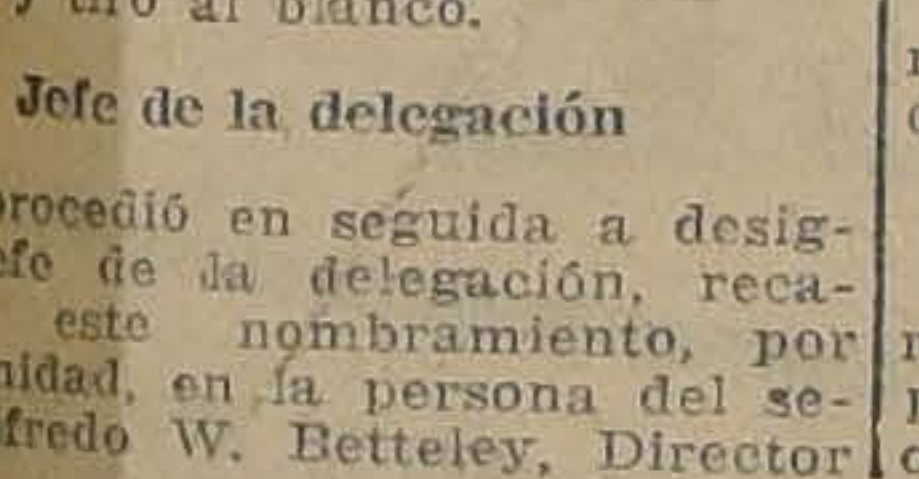 y tiro al blanco.
Jefe de la delegación
procedió en seguida a desig-
efe de la delegación, reca-
este nombramiento, por
nidad, en la persona del se-
fredo W. Betteley, Director